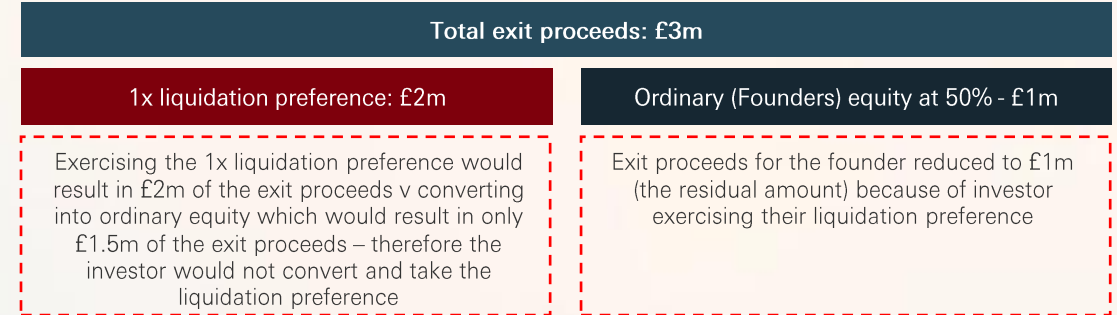 Total exit proceeds: £3m
1x liquidation preference: £2m
Ordinary (Founders) equity at 50% - £1m
Exercising the 1x liquidation preference would
result in £2m of the exit proceeds v converting
into ordinary equity which would result in only
£1.5m of the exit proceeds – therefore the
investor would not convert and take the
liquidation preference
Exit proceeds for the founder reduced to £1m
(the residual amount) because of investor
exercising their liquidation preference